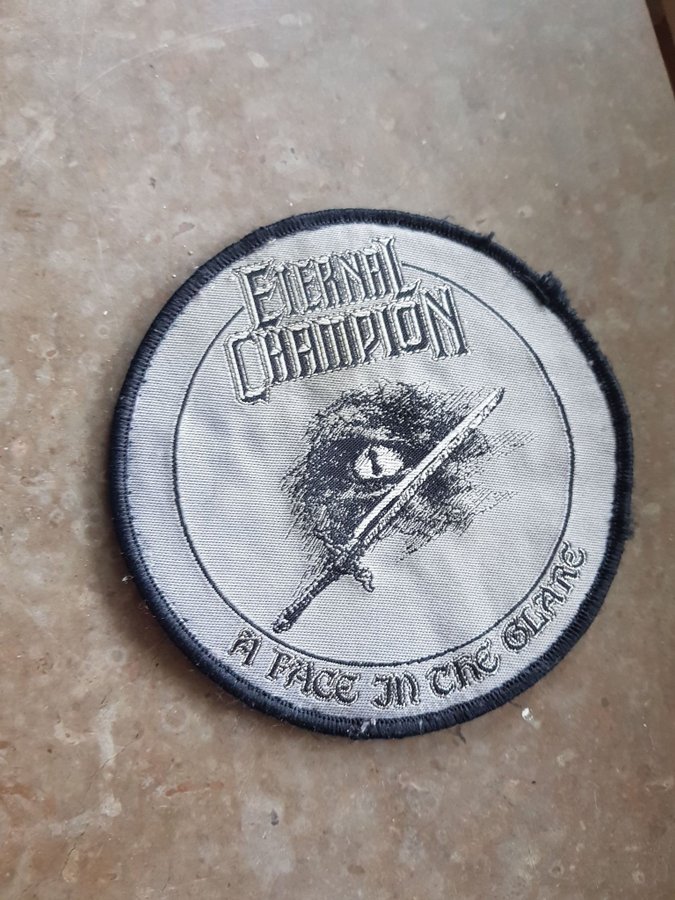 ETERNAL
CHAMPION
A FACE IN THE GLARE